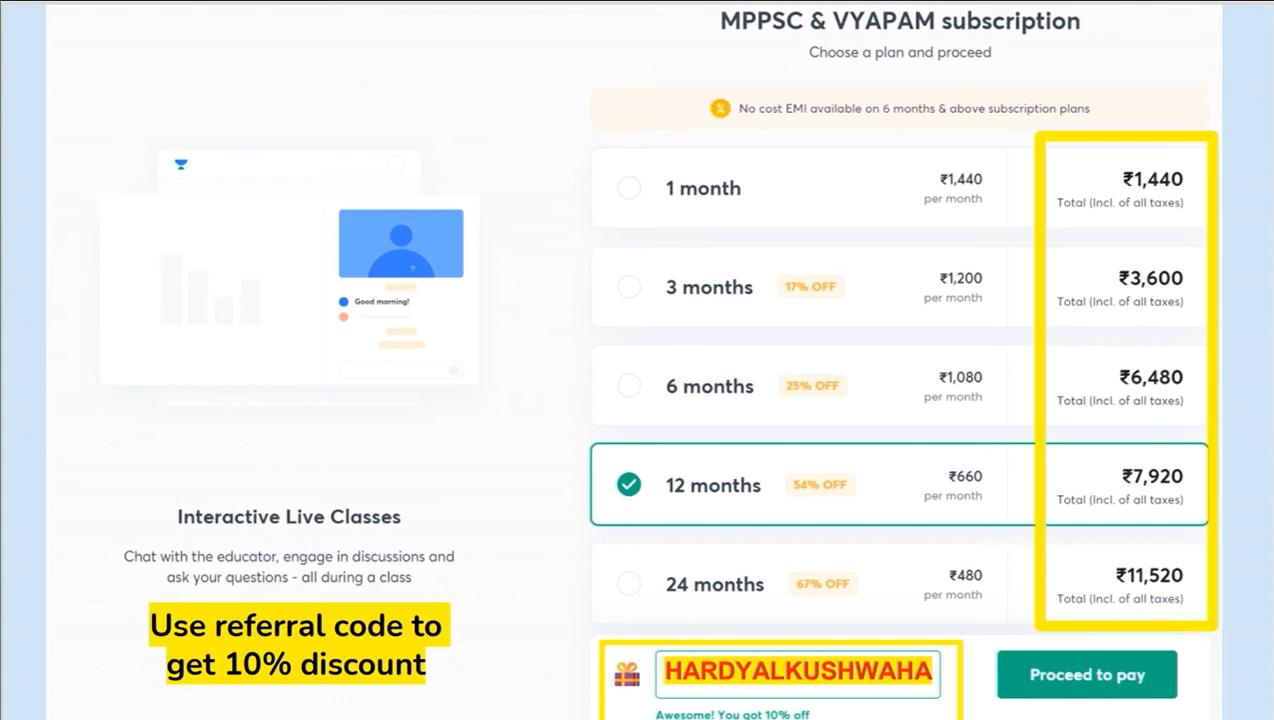 MPPSC & VYAPAM subscription
Choose a plan and proceed
No cost EMI available on 6 months & above subscription plans
1 month
₹1,440
per month
₹1,440
Total (Incl. of all taxes)
3 months
17% OFF
₹1,200
per month
₹3,600
Total (Incl. of all taxes)
6 months
25% OFF
₹1,080
per month
₹6,480
Total (Incl. of all taxes)
12 months
54% OFF
₹660
per month
₹7,920
Total (Incl. of all taxes)
24 months
67% OFF
₹480
per month
₹11,520
Total (Incl. of all taxes)
Good morning!
Interactive Live Classes
Chat with the educator, engage in discussions and
ask your questions - all during a class
Use referral code to
get 10% discount
HARDYALKUSHWAHA
Awesome! You got 10% off
Proceed to pay